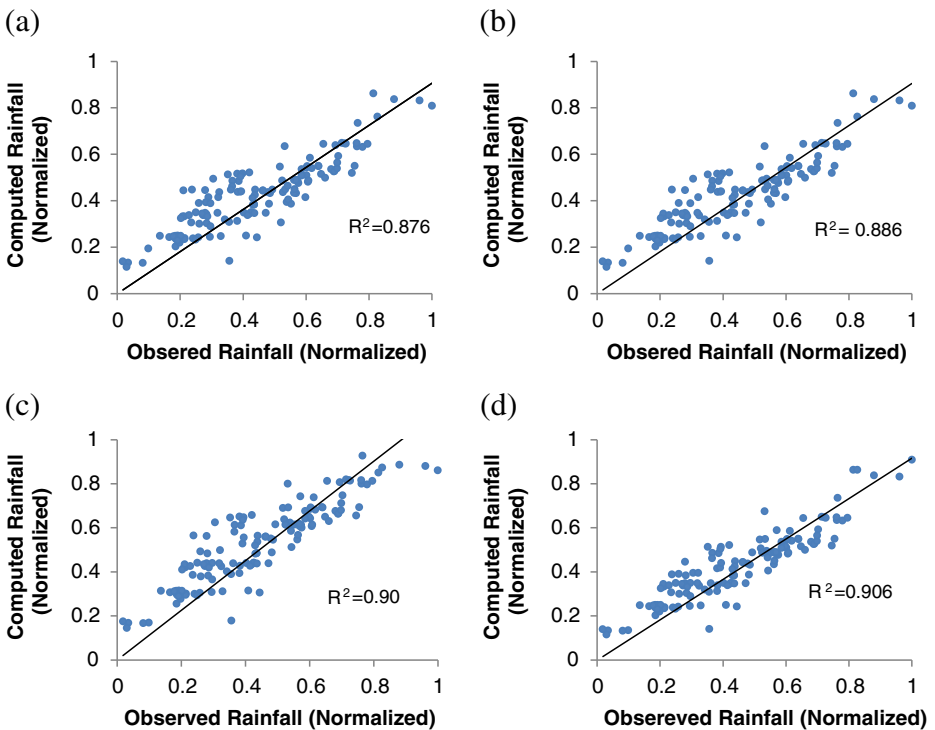 (a)
Computed Rainfall
(Normalized)
1
0.8
0.6
0.4
0.2
0
R²=0.876
0 0.2 0.4 0.6 0.8 1
Obsered Rainfall (Normalized)
(b)
Computed Rainfall
(Normalized)
1
0.8
0.6
0.4
0.2
0
R²= 0.886
0 0.2 0.4 0.6 0.8 1
Obsered Rainfall (Normalized)
(c)
Computed Rainfall
(Normalized)
1
0.8
0.6
0.4
0.2
0
R²=0.90
0 0.2 0.4 0.6 0.8 1
Observed Rainfall (Normalized)
(d)
Computed Rainfall
(Normalized)
1
0.8
0.6
0.4
0.2
0
R²=0.906
0 0.2 0.4 0.6 0.8 1
Obsereved Rainfall (Normalized)